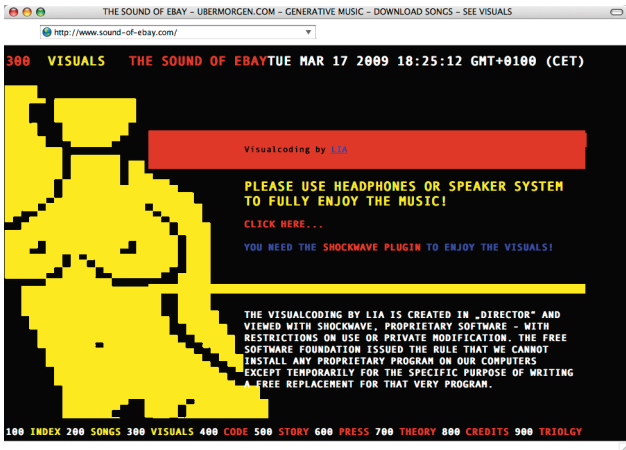 THE SOUND OF EBAY - UBERMORGEN.COM - GENERATIVE MUSIC - DOWNLOAD SONGS - SEE VISUALS
http://www.sound-of-ebay.com/
300 VISUALS THE SOUND OF EBAYTUE MAR 17 2009 18:25:12 GMT+0100 (CET)
Visualcoding by LIA
PLEASE USE HEADPHONES OR SPEAKER SYSTEM
TO FULLY ENJOY THE MUSIC!
CLICK HERE...
YOU NEED THE SHOCKWAVE PLUGIN TO ENJOY THE VISUALS!
THE VISUALCODING BY LIA IS CREATED IN „DIRECTOR" AND
VIEWED WITH SHOCKWAVE, PROPRIETARY SOFTWARE - WITH
RESTRICTIONS ON USE OR PRIVATE MODIFICATION. THE FREE
SOFTWARE FOUNDATION ISSUED THE RULE THAT WE CANNOT
INSTALL ANY PROPRIETARY PROGRAM ON OUR COMPUTERS
EXCEPT TEMPORARILY FOR THE SPECIFIC PURPOSE OF WRITING
A FREE REPLACEMENT FOR THAT VERY PROGRAM.
100 INDEX 200 SONGS 300 VISUALS 400 CODE 500 STORY 600 PRESS 700 THEORY 800 CREDITS 900 TRIOLGY